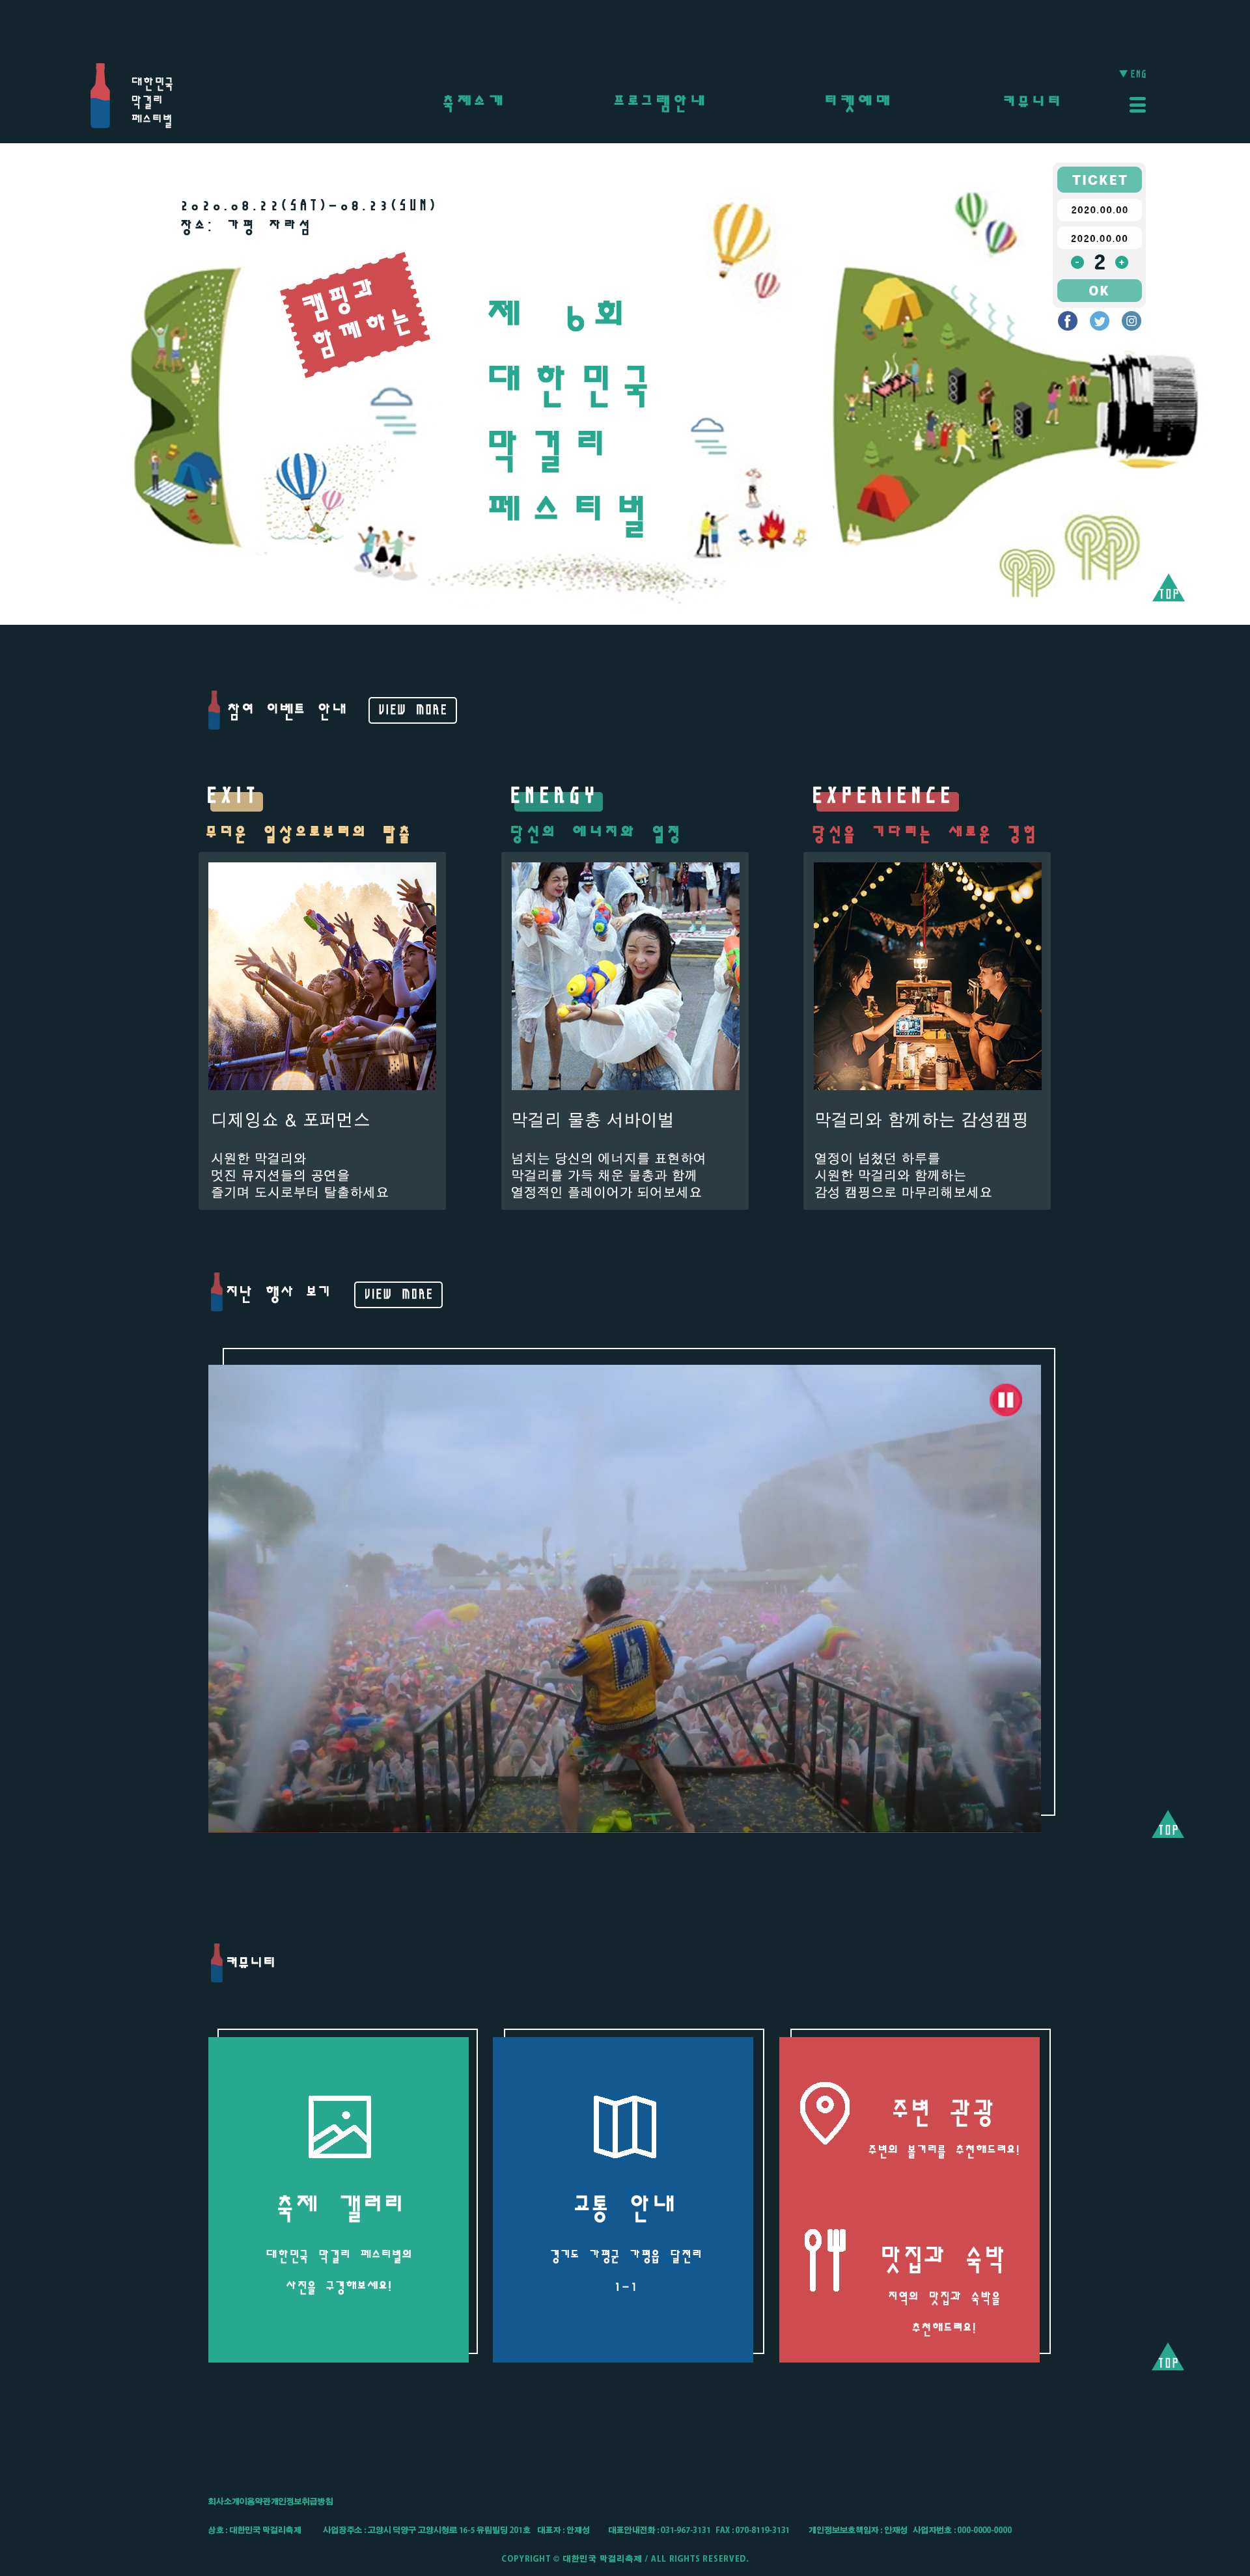 대한민국
막걸리
페스티벌
▼ ENG
축제소개 프로그램안내 티켓예매 커뮤니티
2020.08.22(SAT)-08.23(SUN)
장소: 가평 자라섬
캠핑과
함께하는
제 6회
대한민국
막걸리
페스티벌
TICKET
2020.00.00
2020.00.00
- 2 +
OK
TOP
참여 이벤트 안내 VIEW MORE
EXIT
무더운 일상으로부터의 탈출
디제잉쇼 & 포퍼먼스
시원한 막걸리와
멋진 뮤지션들의 공연을
즐기며 도시로부터 탈출하세요
ENERGY
당신의 에너지와 열정
막걸리 물총 서바이벌
넘치는 당신의 에너지를 표현하여
막걸리를 가득 채운 물총과 함께
열정적인 플레이어가 되어보세요
EXPERIENCE
당신을 기다리는 새로운 경험
막걸리와 함께하는 감성캠핑
열정이 넘쳤던 하루를
시원한 막걸리와 함께하는
감성 캠핑으로 마무리해보세요
지난 행사 보기 VIEW MORE
TOP
커뮤니티
축제 갤러리
대한민국 막걸리 페스티벌의
사진을 구경해보세요!
교통 안내
경기도 가평군 가평읍 달전리
1-1
주변 관광
주변의 볼거리를 추천해드려요!
맛집과 숙박
지역의 맛집과 숙박을
추천해드려요!
TOP
회사소개이용약관개인정보취급방침
상호 : 대한민국 막걸리축제 사업장주소 : 고양시 덕양구 고양시청로 16-5 유림빌딩 201호 대표자 : 안재성 대표안내전화 : 031-967-3131 FAX : 070-8119-3131 개인정보보호책임자 : 안재성 사업자번호 : 000-0000-0000
COPYRIGHT © 대한민국 막걸리축제 / ALL RIGHTS RESERVED.